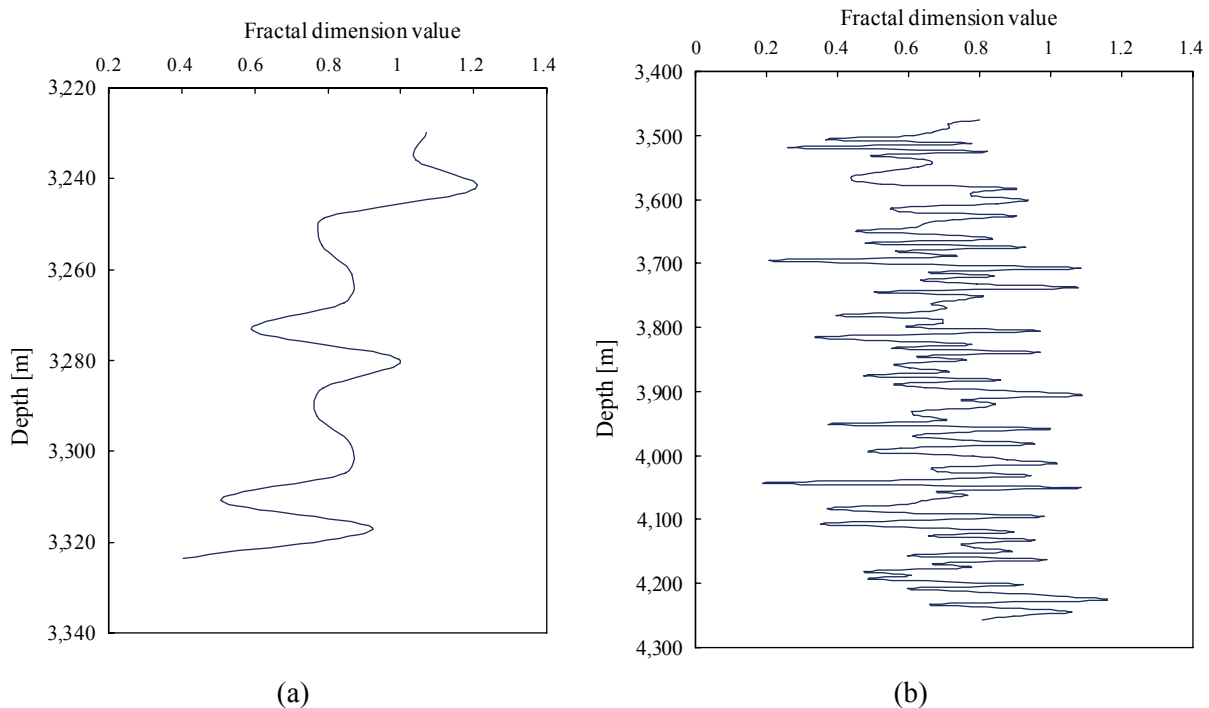 Fractal dimension value
0.2 0.4 0.6 0.8 1 1.2 1.4
3,220
3,240
3,260
3,280
3,300
3,320
3,340
Depth [m]
(a)
Fractal dimension value
0 0.2 0.4 0.6 0.8 1 1.2 1.4
3,400
3,500
3,600
3,700
3,800
3,900
4,000
4,100
4,200
4,300
Depth [m]
(b)